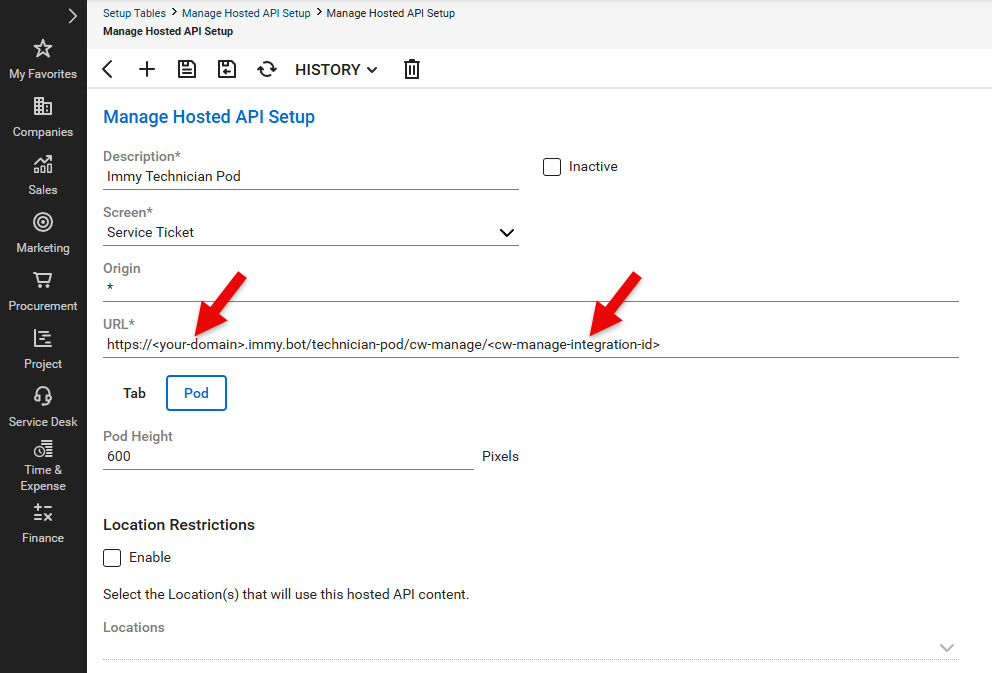 Setup Tables > Manage Hosted API Setup > Manage Hosted API Setup
Manage Hosted API Setup
My Favorites
Companies
Sales
Marketing
Procurement
Project
Service Desk
Time &
Expense
Finance
HISTORY
Manage Hosted API Setup
Description*
Immy Technician Pod
Inactive
Screen*
Service Ticket
Origin
*
URL*
https://<your-domain>.immy.bot/technician-pod/cw-manage/<cw-manage-integration-id>
Tab Pod
Pod Height
600 Pixels
Location Restrictions
Enable
Select the Location(s) that will use this hosted API content.
Locations